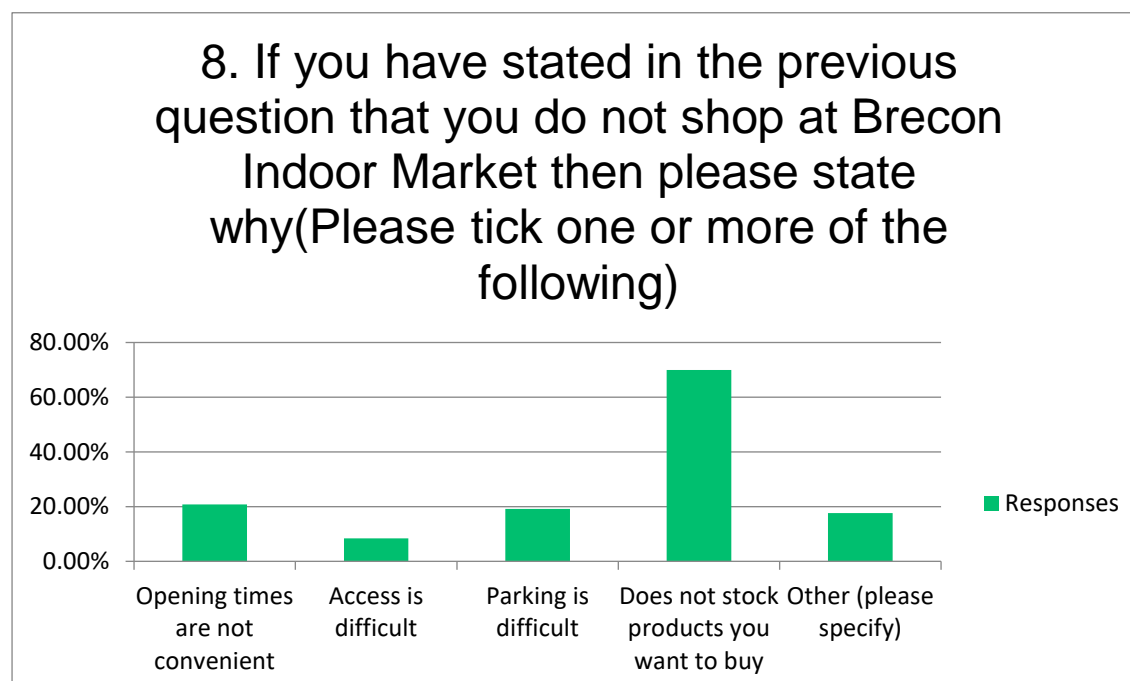 8. If you have stated in the previous
question that you do not shop at Brecon
Indoor Market then please state
why(Please tick one or more of the
following)
80.00%
60.00%
40.00%
20.00%
0.00%
Opening times
are not
convenient
Access is
difficult
Parking is
difficult
Does not stock
products you
want to buy
Other (please
specify)
Responses